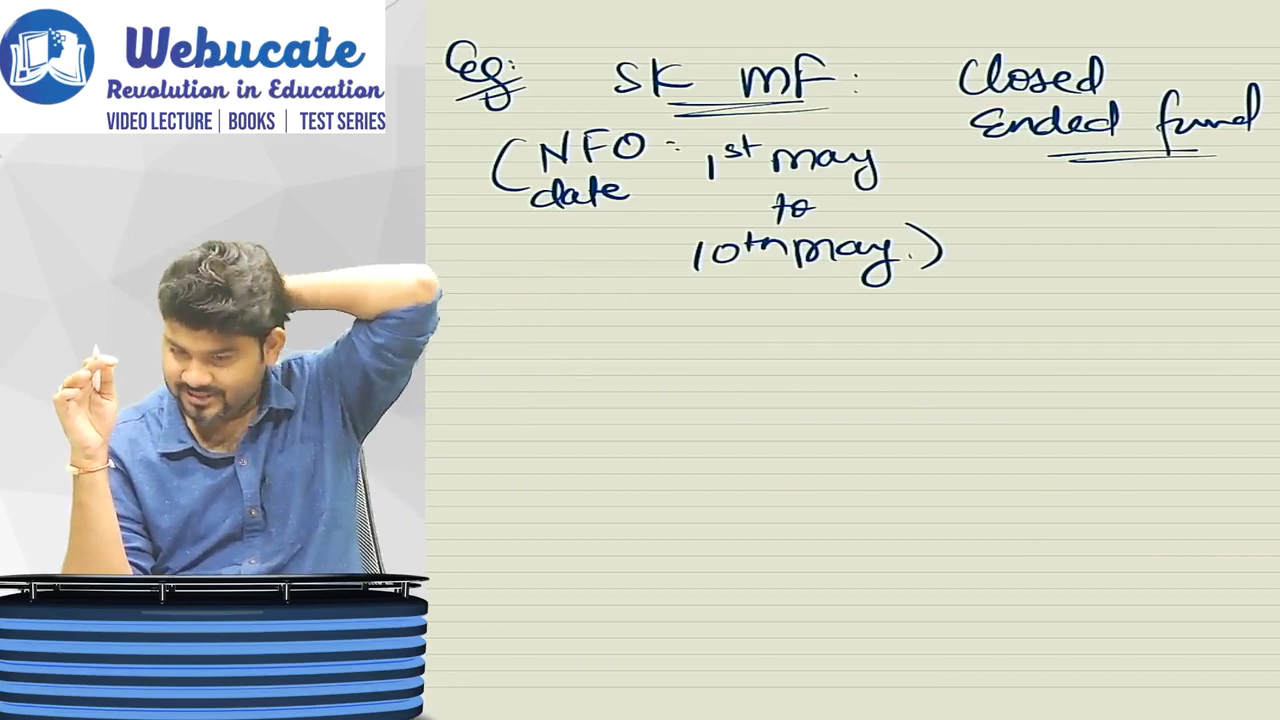 Webucate
Revolution in Education
VIDEO LECTURE | BOOKS | TEST SERIES
Eg:
SK MF :
Closed
Ended fund
(NFO :
date
1st may
to
10th may.)